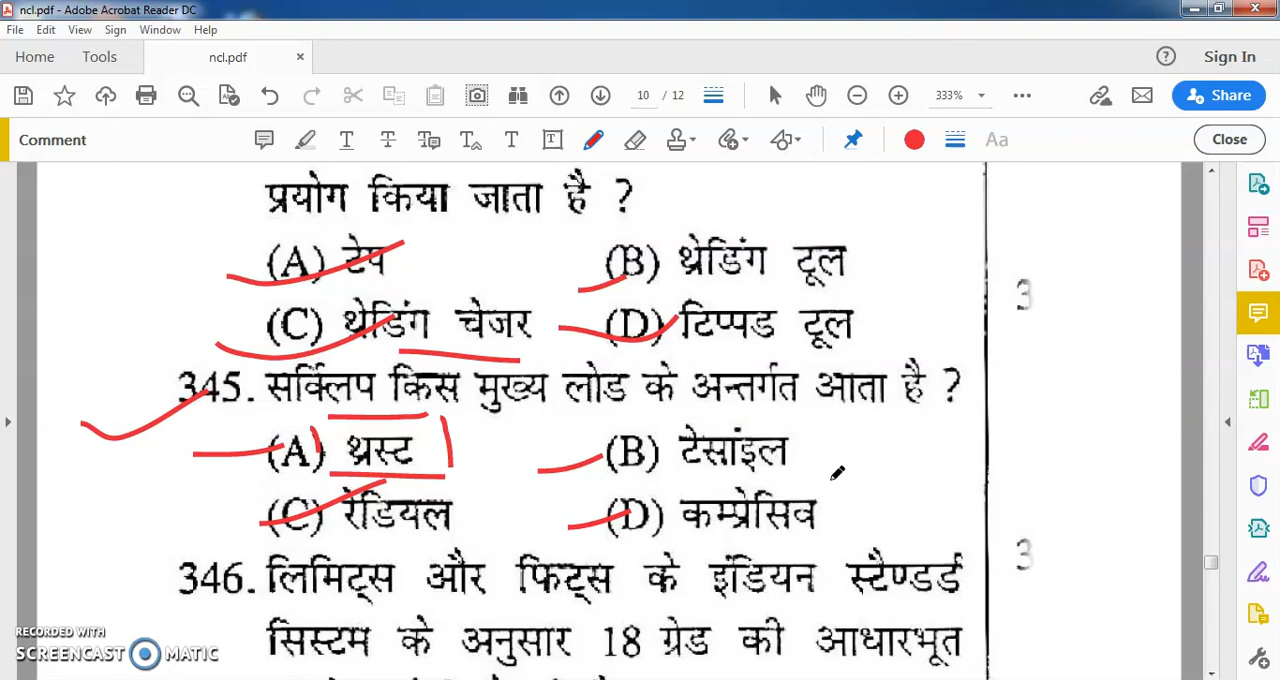 ncl.pdf - Adobe Acrobat Reader DC
File Edit View Sign Window Help
Home Tools ncl.pdf × ? Sign In
10 / 12 333% Share
Comment Close
प्रयोग किया जाता है ?
(A) टेप (B) थ्रेडिंग टूल
(C) थेडिंग चेजर (D) टिप्पड टूल
345. सर्क्लिप किस मुख्य लोड के अन्तर्गत आता है ?
(A) थ्रस्ट (B) टेसांइल
(C) रेडियल (D) कम्प्रेसिव
346. लिमिट्स और फिट्स के इंडियन स्टैण्डर्ड
सिस्टम के अनुसार 18 ग्रेड की आधारभूत
3
3
RECORDED WITH
SCREENCAST MATIC